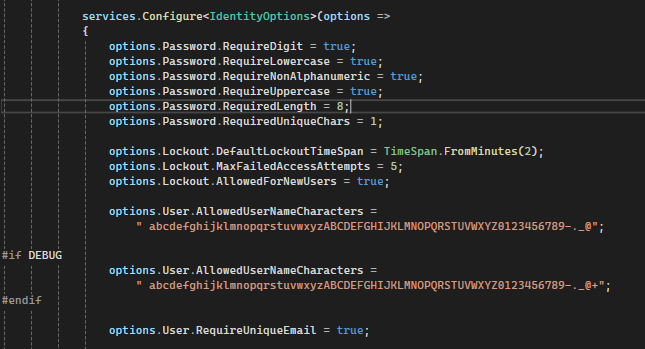 services.Configure<IdentityOptions>(options =>
{
options.Password.RequireDigit = true;
options.Password.RequireLowercase = true;
options.Password.RequireNonAlphanumeric = true;
options.Password.RequireUppercase = true;
options.Password.RequiredLength = 8;
options.Password.RequiredUniqueChars = 1;
options.Lockout.DefaultLockoutTimeSpan = TimeSpan.FromMinutes(2);
options.Lockout.MaxFailedAccessAttempts = 5;
options.Lockout.AllowedForNewUsers = true;
options.User.AllowedUserNameCharacters =
" abcdefghijklmnopqrstuvwxyzABCDEFGHIJKLMNOPQRSTUVWXYZ0123456789-._@";
#if DEBUG
options.User.AllowedUserNameCharacters =
" abcdefghijklmnopqrstuvwxyzABCDEFGHIJKLMNOPQRSTUVWXYZ0123456789-._@+";
#endif
options.User.RequireUniqueEmail = true;